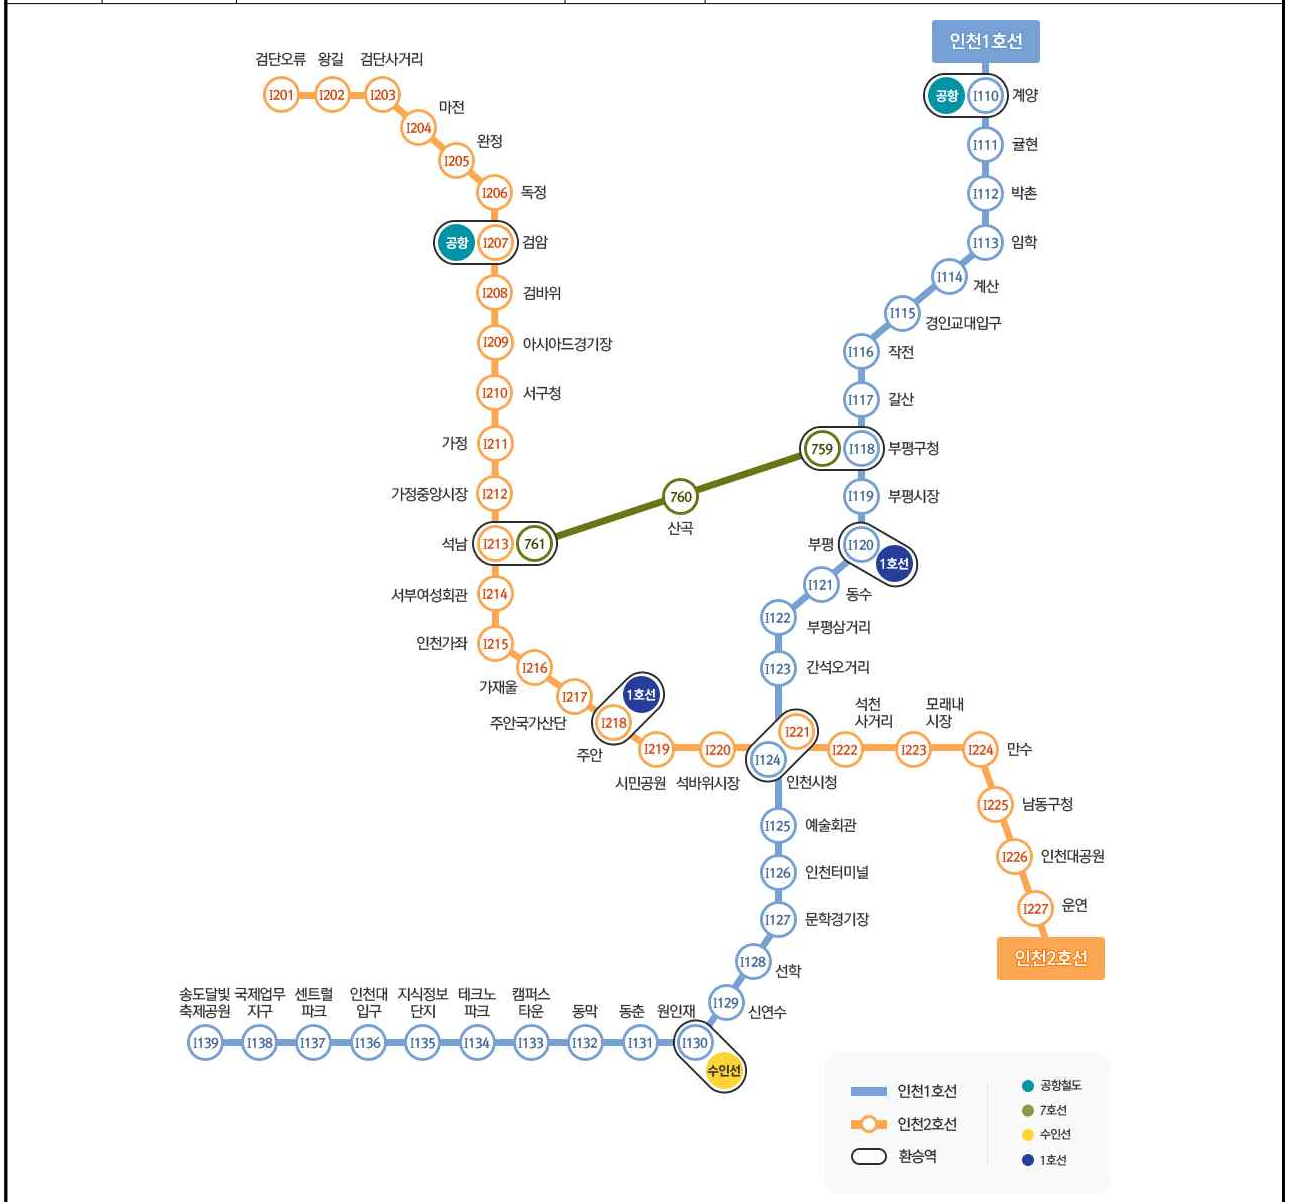 인천1호선
검단오류 왕길 검단사거리
I201 I202 I203
공항 I110 계양
마전
I204
I111 귤현
완정
I205
I206 독정
I112 박촌
공항 I207 검암
I113 임학
I114 계산
I208 검바위
I115 경인교대입구
I209 아시아드경기장
I116 작전
I210 서구청
I117 갈산
가정 I211
759 I118 부평구청
가정중앙시장 I212
760
산곡
I119 부평시장
석남 I213 761
부평 I120
1호선
I121 동수
서부여성회관 I214
I122 부평삼거리
인천가좌 I215
I216
가재울
I123 간석오거리
I217
주안국가산단
1호선
I218
주안
석천
사거리
모래내
시장
I219 I220 I221 I222 I223 I224 만수
I124
시민공원 석바위시장 인천시청
I225 남동구청
I125 예술회관
I226 인천대공원
I126 인천터미널
I227 운연
I127 문학경기장
인천2호선
I128 선학
I129 신연수
송도달빛
축제공원
국제업무
지구
센트럴
파크
인천대
입구
지식정보
단지
테크노
파크
캠퍼스
타운
동막 동춘 원인재
I139 I138 I137 I136 I135 I134 I133 I132 I131 I130
수인선
인천1호선
인천2호선
환승역
공항철도
7호선
수인선
1호선